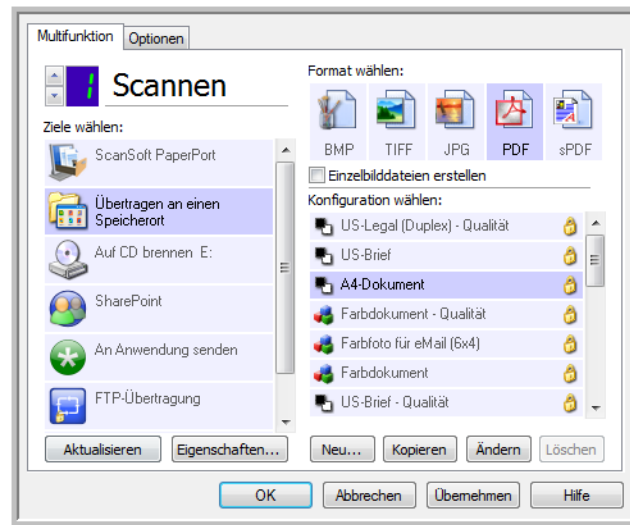 Multifunktion
Optionen
1
Scannen
Ziele wählen:
ScanSoft PaperPort
Übertragen an einen
Speicherort
Auf CD brennen E:
SharePoint
An Anwendung senden
FTP-Übertragung
Aktualisieren
Eigenschaften...
Format wählen:
BMP TIFF JPG PDF sPDF
Einzelbilddateien erstellen
Konfiguration wählen:
US-Legal (Duplex) - Qualität
US-Brief
A4-Dokument
Farbdokument - Qualität
Farbfoto für eMail (6x4)
Farbdokument
US-Brief - Qualität
Neu... Kopieren Ändern Löschen
OK Abbrechen Übernehmen Hilfe